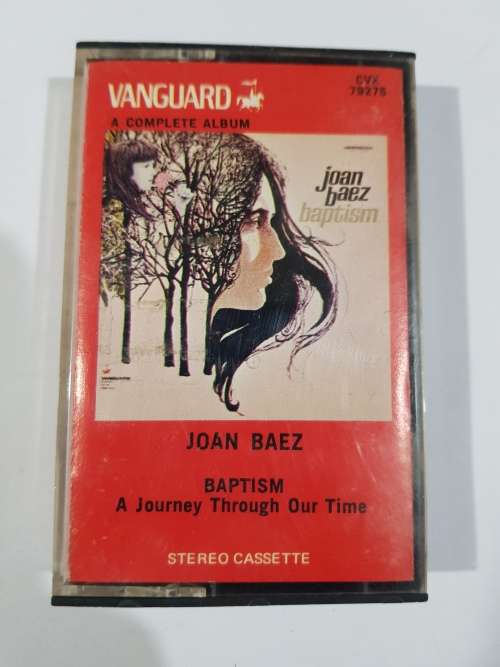 VANGUARD
CVX
79275
A COMPLETE ALBUM
joan
baez
baptism
JOAN BAEZ
BAPTISM
A Journey Through Our Time
STEREO CASSETTE